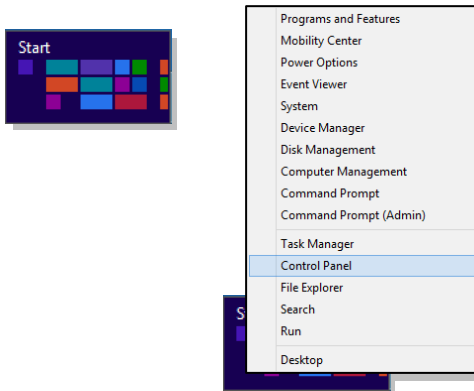 Start
Programs and Features
Mobility Center
Power Options
Event Viewer
System
Device Manager
Disk Management
Computer Management
Command Prompt
Command Prompt (Admin)
Task Manager
Control Panel
File Explorer
Search
Run
Desktop